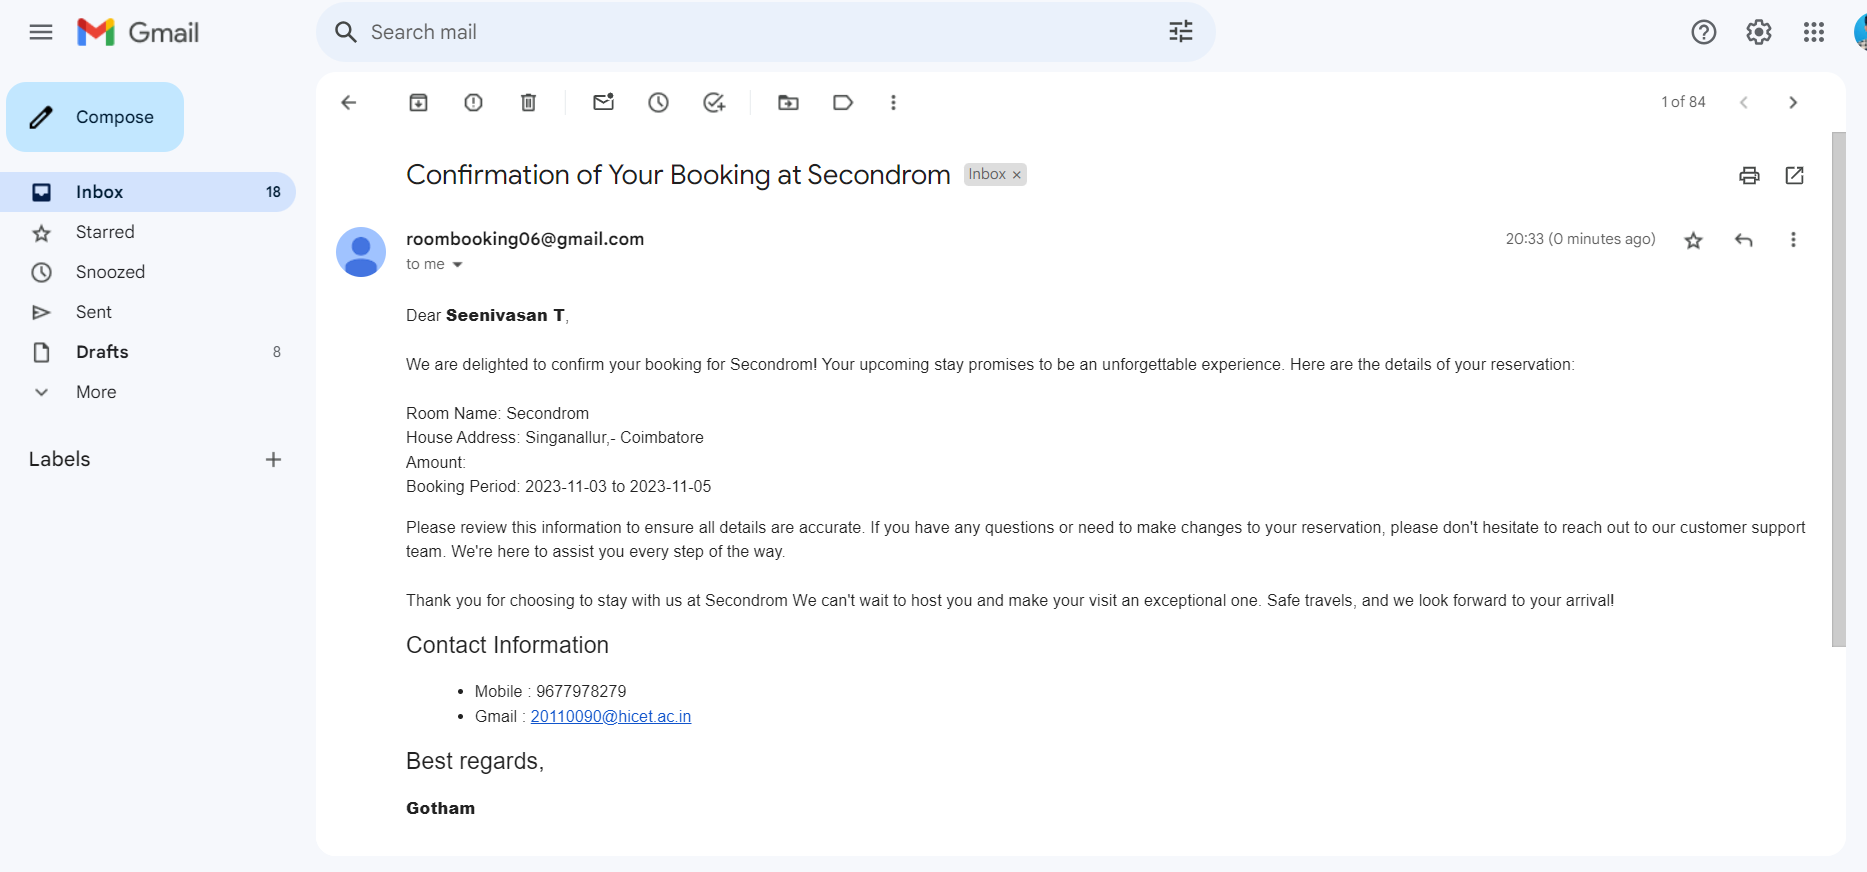 Gmail
Search mail
Compose
1 of 84
Inbox 18
Starred
Snoozed
Sent
Drafts 8
More
Labels
Confirmation of Your Booking at Secondrom Inbox ×
roombooking06@gmail.com 20:33 (0 minutes ago)
to me
Dear Seenivasan T,
We are delighted to confirm your booking for Secondrom! Your upcoming stay promises to be an unforgettable experience. Here are the details of your reservation:
Room Name: Secondrom
House Address: Singanallur,- Coimbatore
Amount:
Booking Period: 2023-11-03 to 2023-11-05
Please review this information to ensure all details are accurate. If you have any questions or need to make changes to your reservation, please don't hesitate to reach out to our customer support
team. We're here to assist you every step of the way.
Thank you for choosing to stay with us at Secondrom We can't wait to host you and make your visit an exceptional one. Safe travels, and we look forward to your arrival!
Contact Information
• Mobile : 9677978279
• Gmail : 20110090@hicet.ac.in
Best regards,
Gotham